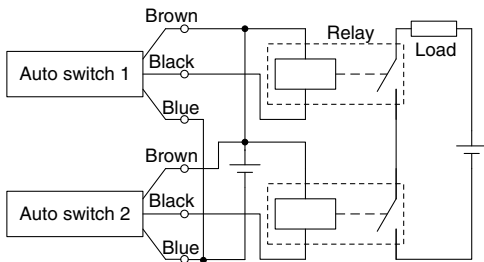 Brown
Relay
Load
Auto switch 1
Black
Blue
Brown
Auto switch 2
Black
Blue